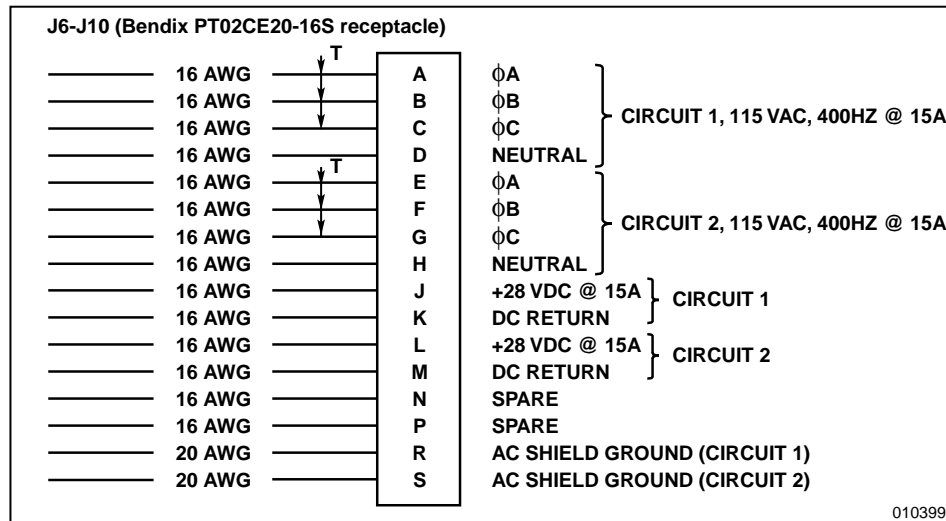 J6-J10 (Bendix PT02CE20-16S receptacle)
T
16 AWG A ϕA
16 AWG B ϕB
16 AWG C ϕC
CIRCUIT 1, 115 VAC, 400HZ @ 15A
16 AWG D NEUTRAL
T
16 AWG E ϕA
16 AWG F ϕB
16 AWG G ϕC
CIRCUIT 2, 115 VAC, 400HZ @ 15A
16 AWG H NEUTRAL
16 AWG J +28 VDC @ 15A
16 AWG K DC RETURN
CIRCUIT 1
16 AWG L +28 VDC @ 15A
16 AWG M DC RETURN
CIRCUIT 2
16 AWG N SPARE
16 AWG P SPARE
20 AWG R AC SHIELD GROUND (CIRCUIT 1)
20 AWG S AC SHIELD GROUND (CIRCUIT 2)
010399